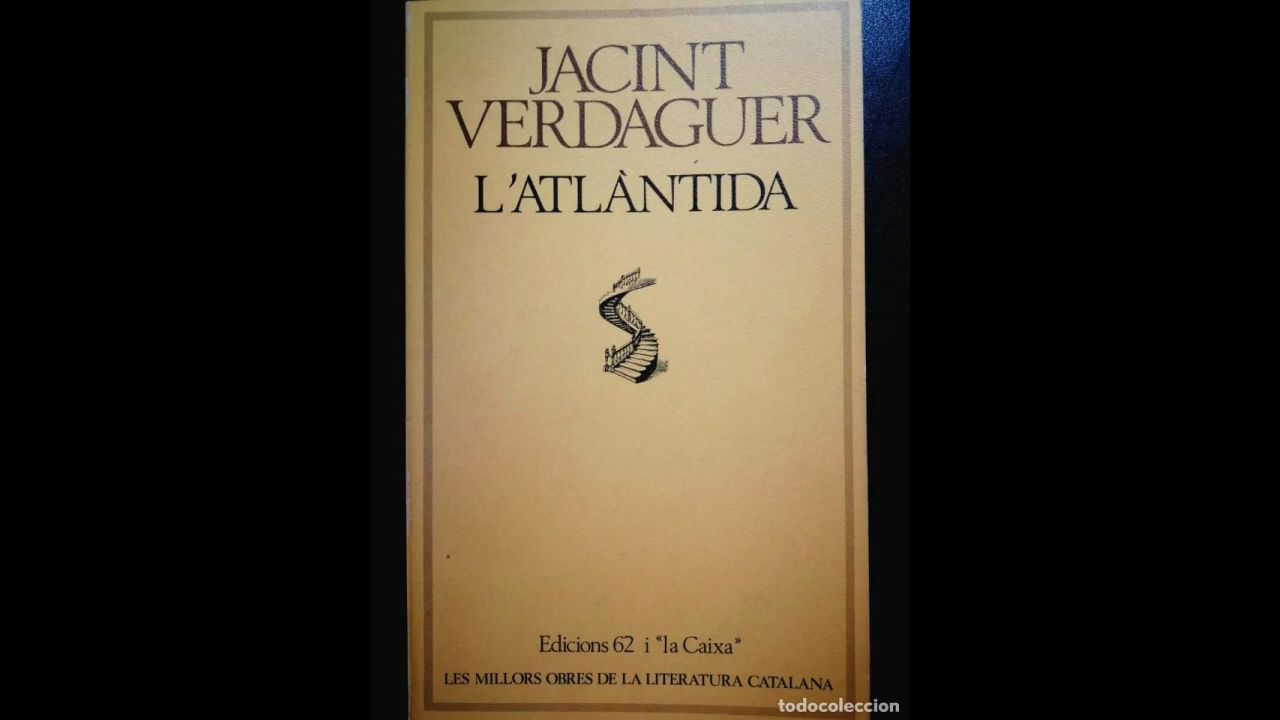 JACINT
VERDAGUER
L'ATLÀNTIDA
Edicions 62 i "la Caixa"
LES MILLORS OBRES DE LA LITERATURA CATALANA
todocoleccion